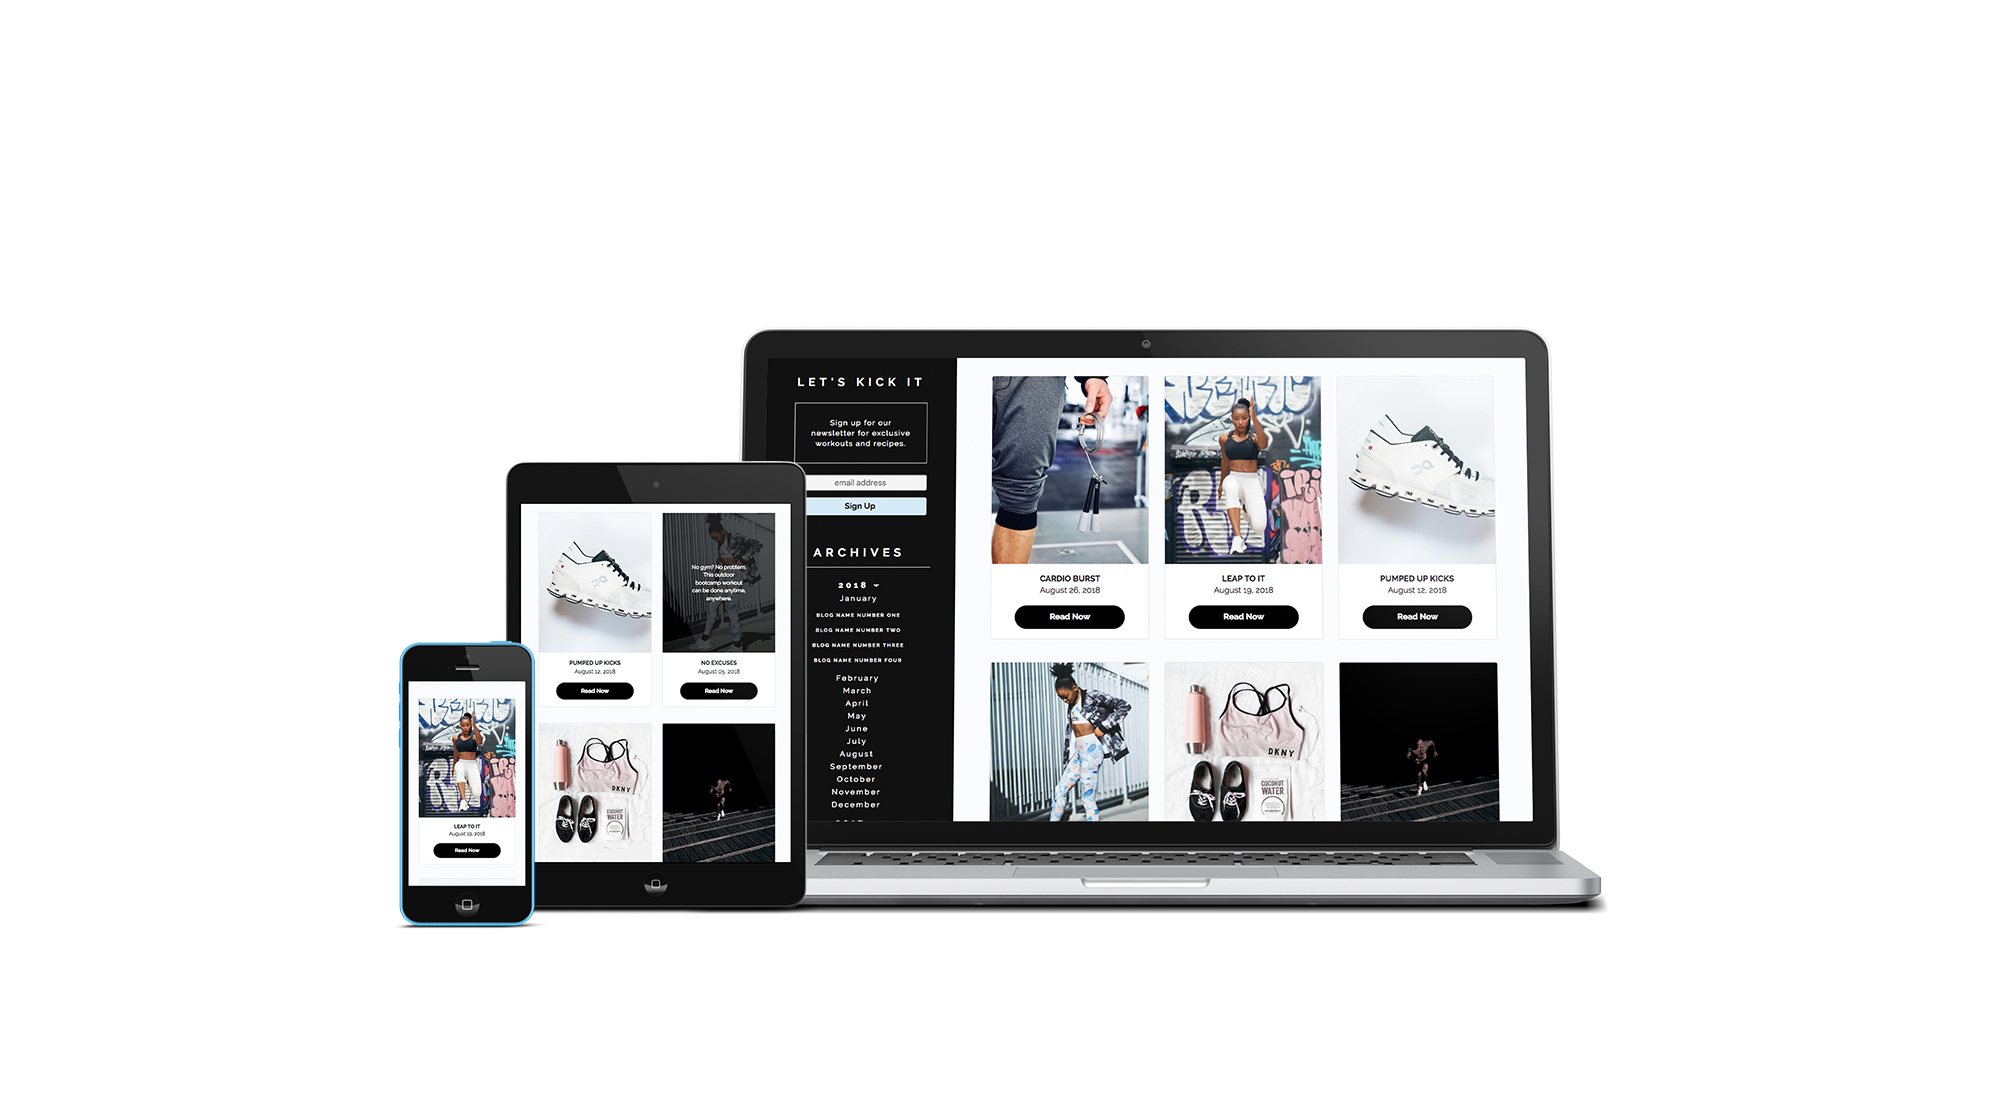 LET'S KICK IT
Sign up for our
newsletter for exclusive
workouts and recipes.
email address
Sign Up
ARCHIVES
2018
January
BLOG NAME NUMBER ONE
BLOG NAME NUMBER TWO
BLOG NAME NUMBER THREE
BLOG NAME NUMBER FOUR
February
March
April
May
June
July
August
September
October
November
December
CARDIO BURST
August 26, 2018
Read Now
LEAP TO IT
August 19, 2018
Read Now
PUMPED UP KICKS
August 12, 2018
Read Now
DKNY
COCONUT
WATER
No gym? No problem.
This outdoor
bootcamp workout
can be done anytime,
anywhere.
PUMPED UP KICKS
August 12, 2018
Read Now
NO EXCUSES
August 05, 2018
Read Now
DKNY
COCONUT
WATER
LEAP TO IT
August 19, 2018
Read Now